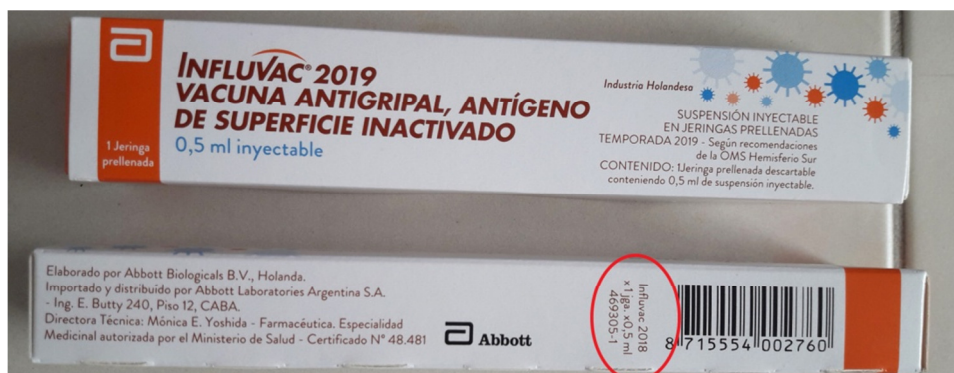 INFLUVAC® 2019
VACUNA ANTIGRIPAL, ANTÍGENO
DE SUPERFICIE INACTIVADO
0,5 ml inyectable
1 Jeringa
prellenada
Industria Holandesa
SUSPENSIÓN INYECTABLE
EN JERINGAS PRELLENADAS
TEMPORADA 2019 - Según recomendaciones
de la OMS Hemisferio Sur
CONTENIDO: 1Jeringa prellenada descartable
conteniendo 0,5 ml de suspensión inyectable.
Elaborado por Abbott Biologicals B.V., Holanda.
Importado y distribuido por Abbott Laboratories Argentina S.A.
- Ing. E. Butty 240, Piso 12, CABA.
Directora Técnica: Mónica E. Yoshida - Farmacéutica. Especialidad
Medicinal autorizada por el Ministerio de Salud - Certificado N° 48.481
Abbott
Influvac 2018
x 1 jga. x0,5 ml
469305-1
8 715554 002760